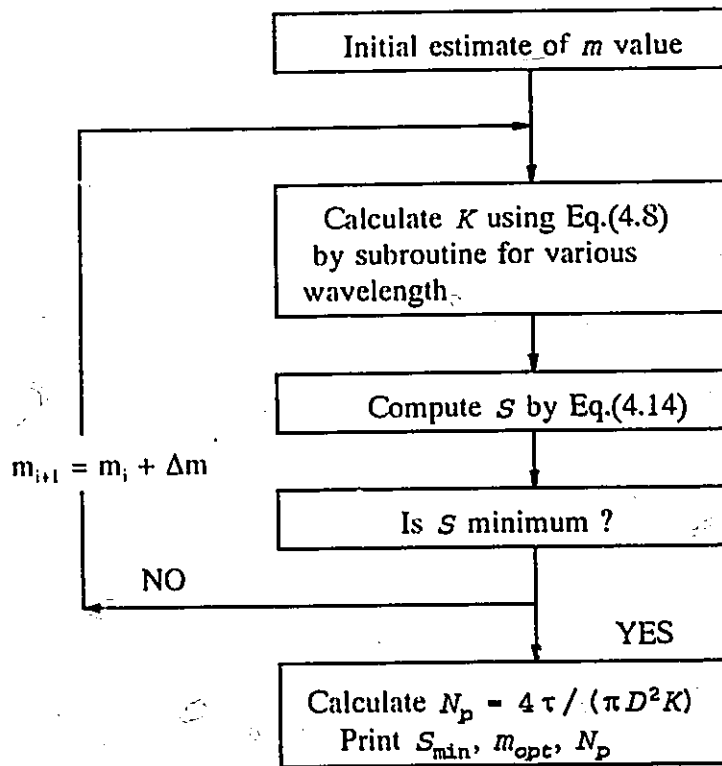 Initial estimate of m value
Calculate K using Eq.(4.8)
by subroutine for various
wavelength
Compute S by Eq.(4.14)
m_{i+1} = m_i + Δm
Is S minimum ?
NO
YES
Calculate N_p = 4τ / (πD²K)
Print S_min, m_opt, N_p